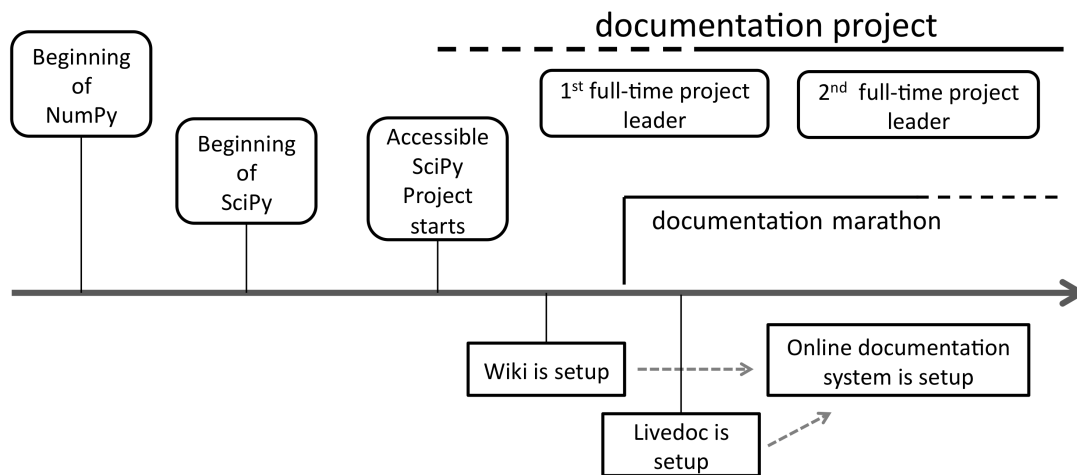 documentation project
Beginning
of
NumPy
1st full-time project
leader
2nd full-time project
leader
Beginning
of
SciPy
Accessible
SciPy
Project
starts
documentation marathon
Wiki is setup
Online documentation
system is setup
Livedoc is
setup